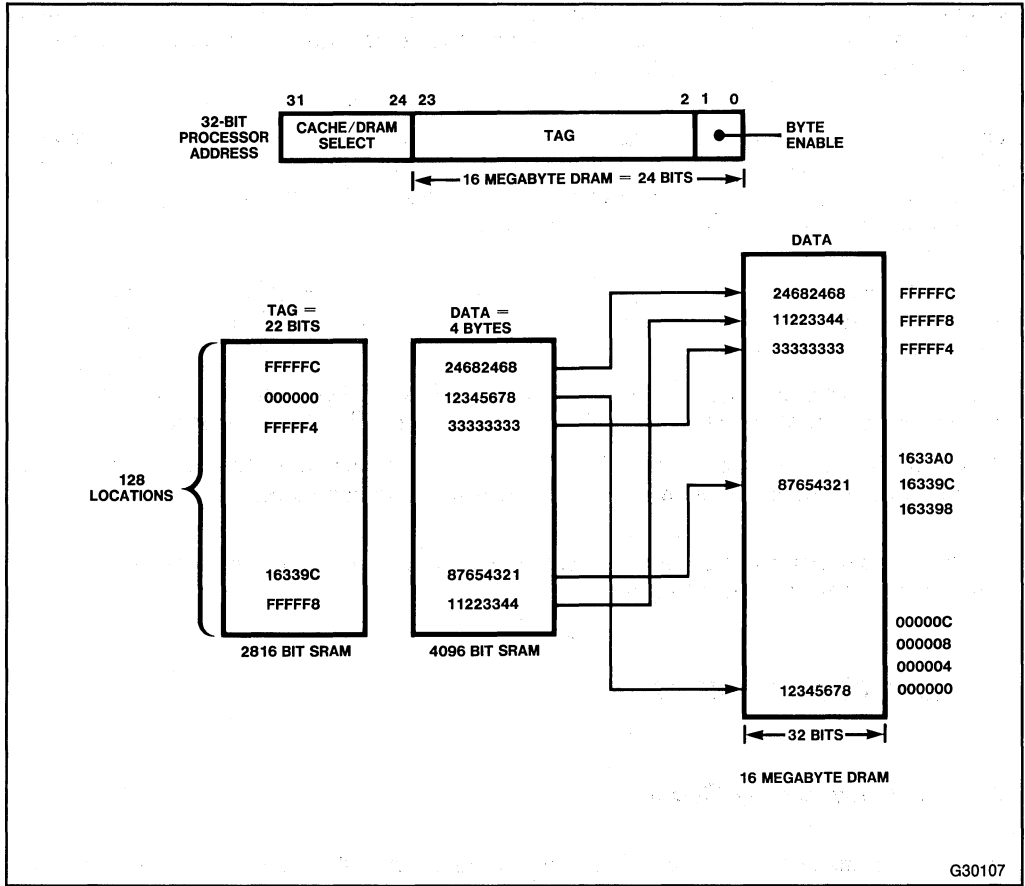 31 24 23 2 1 0
32-BIT
PROCESSOR
ADDRESS
CACHE/DRAM
SELECT
TAG
BYTE
ENABLE
16 MEGABYTE DRAM = 24 BITS
DATA
TAG =
22 BITS
DATA =
4 BYTES
128
LOCATIONS
FFFFFC
000000
FFFFF4
16339C
FFFFF8
2816 BIT SRAM
24682468
12345678
33333333
87654321
11223344
4096 BIT SRAM
24682468 FFFFFC
11223344 FFFFF8
33333333 FFFFF4
1633A0
87654321 16339C
163398
00000C
000008
000004
12345678 000000
32 BITS
16 MEGABYTE DRAM
G30107